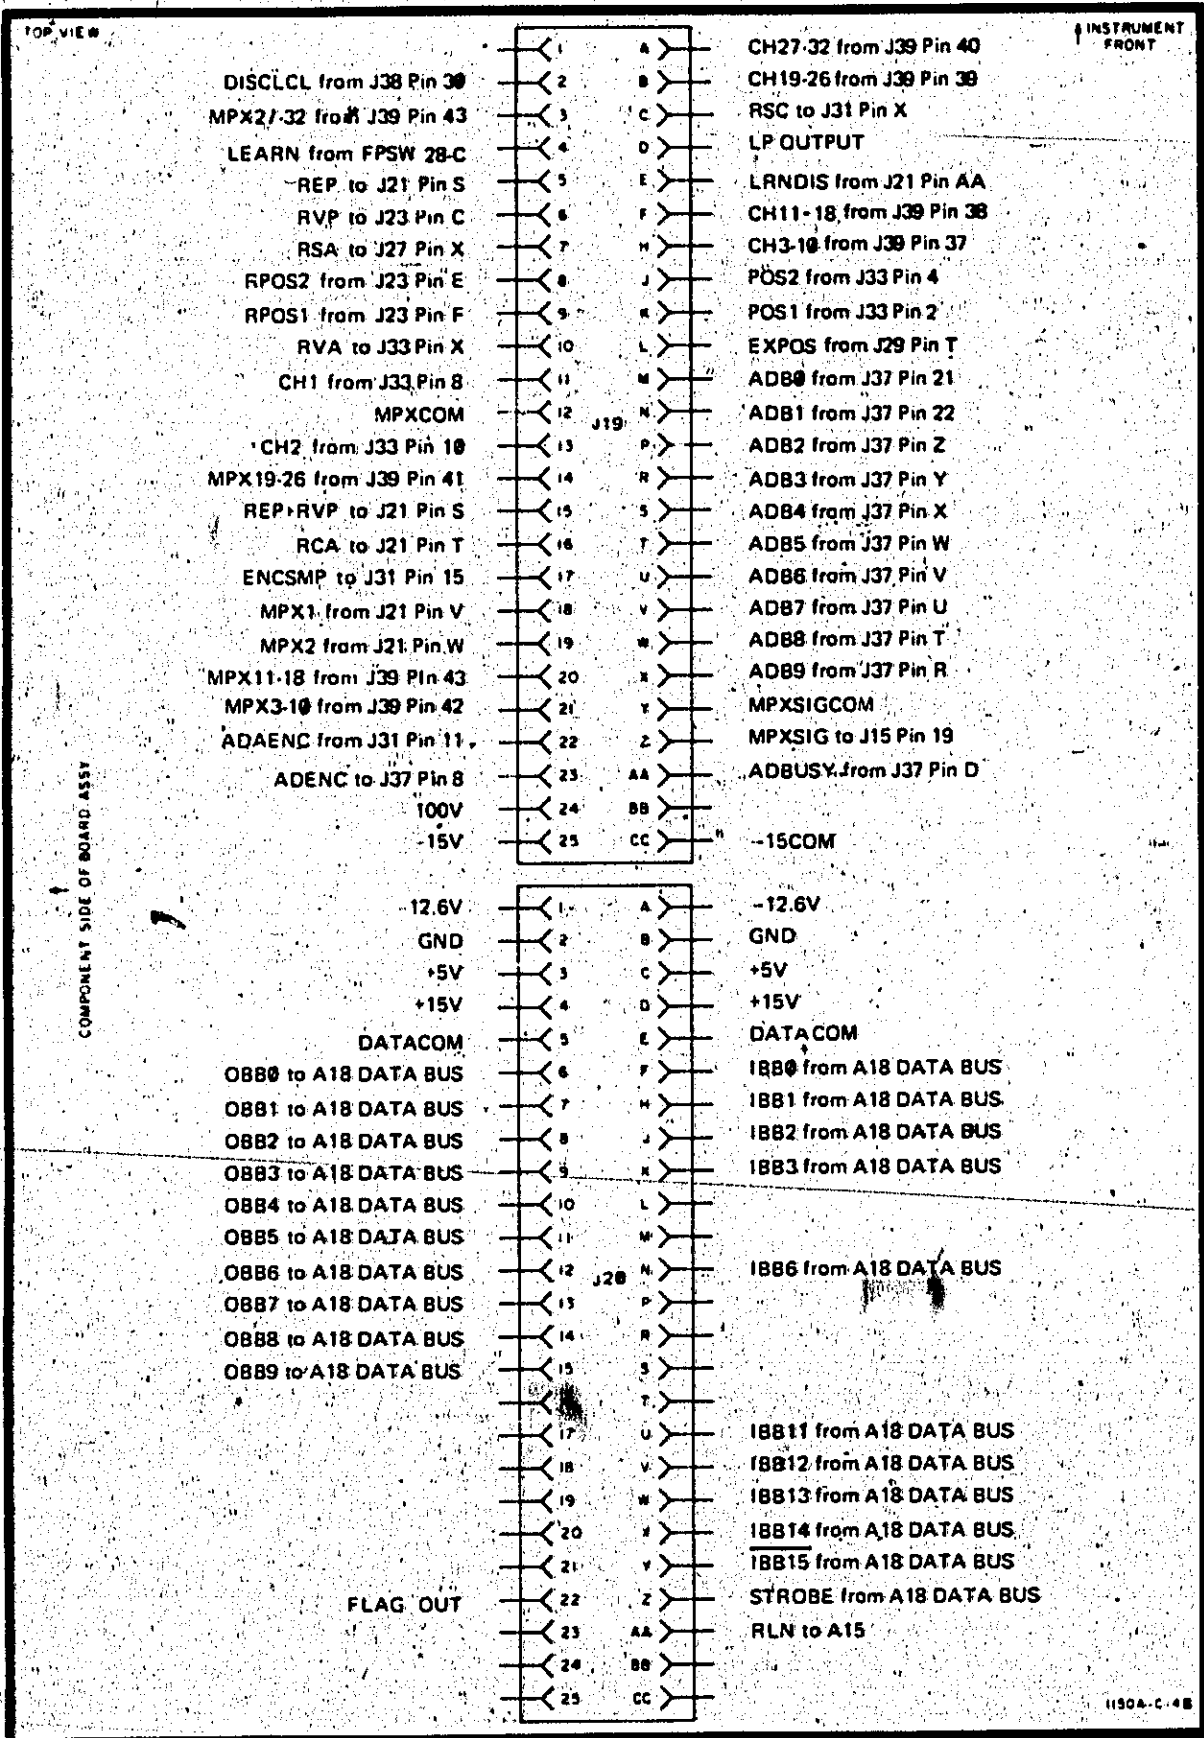 TOP VIEW
INSTRUMENT
FRONT
1 A CH27-32 from J39 Pin 40
DISCLCL from J38 Pin 30 2 B CH19-26 from J39 Pin 39
MPX27-32 from J39 Pin 43 3 C RSC to J31 Pin X
LEARN from FPSW 28-C 4 D LP OUTPUT
REP to J21 Pin S 5 E LRNDIS from J21 Pin AA
RVP to J23 Pin C 6 F CH11-18 from J39 Pin 38
RSA to J27 Pin X 7 H CH3-10 from J39 Pin 37
RPOS2 from J23 Pin E 8 J POS2 from J33 Pin 4
RPOS1 from J23 Pin F 9 K POS1 from J33 Pin 2
RVA to J33 Pin X 10 L EXPOS from J29 Pin T
CH1 from J33 Pin 8 11 M ADB0 from J37 Pin 21
MPXCOM 12 J19 N ADB1 from J37 Pin 22
CH2 from J33 Pin 10 13 P ADB2 from J37 Pin Z
MPX19-26 from J39 Pin 41 14 R ADB3 from J37 Pin Y
REP+RVP to J21 Pin S 15 S ADB4 from J37 Pin X
RCA to J21 Pin T 16 T ADB5 from J37 Pin W
ENCSMP to J31 Pin 15 17 U ADB6 from J37 Pin V
MPX1 from J21 Pin V 18 V ADB7 from J37 Pin U
MPX2 from J21 Pin W 19 W ADB8 from J37 Pin T
MPX11-18 from J39 Pin 43 20 X ADB9 from J37 Pin R
MPX3-10 from J39 Pin 42 21 Y MPXSIGCOM
ADAENC from J31 Pin 11 22 Z MPXSIG to J15 Pin 19
ADENC to J37 Pin 8 23 AA ADBUSY from J37 Pin D
100V 24 BB
-15V 25 CC -15COM
COMPONENT SIDE OF BOARD ASSY
-12.6V 1 A -12.6V
GND 2 B GND
+5V 3 C +5V
+15V 4 D +15V
DATACOM 5 E DATACOM
OBB0 to A18 DATA BUS 6 F IBB0 from A18 DATA BUS
OBB1 to A18 DATA BUS 7 H IBB1 from A18 DATA BUS
OBB2 to A18 DATA BUS 8 J IBB2 from A18 DATA BUS
OBB3 to A18 DATA BUS 9 K IBB3 from A18 DATA BUS
OBB4 to A18 DATA BUS 10 L
OBB5 to A18 DATA BUS 11 M
OBB6 to A18 DATA BUS 12 J20 N IBB6 from A18 DATA BUS
OBB7 to A18 DATA BUS 13 P
OBB8 to A18 DATA BUS 14 R
OBB9 to A18 DATA BUS 15 S
T
17 U IBB11 from A18 DATA BUS
18 V IBB12 from A18 DATA BUS
19 W IBB13 from A18 DATA BUS
20 X IBB14 from A18 DATA BUS
21 Y IBB15 from A18 DATA BUS
FLAG OUT 22 Z STROBE from A18 DATA BUS
23 AA RLN to A15
24 BB
25 CC